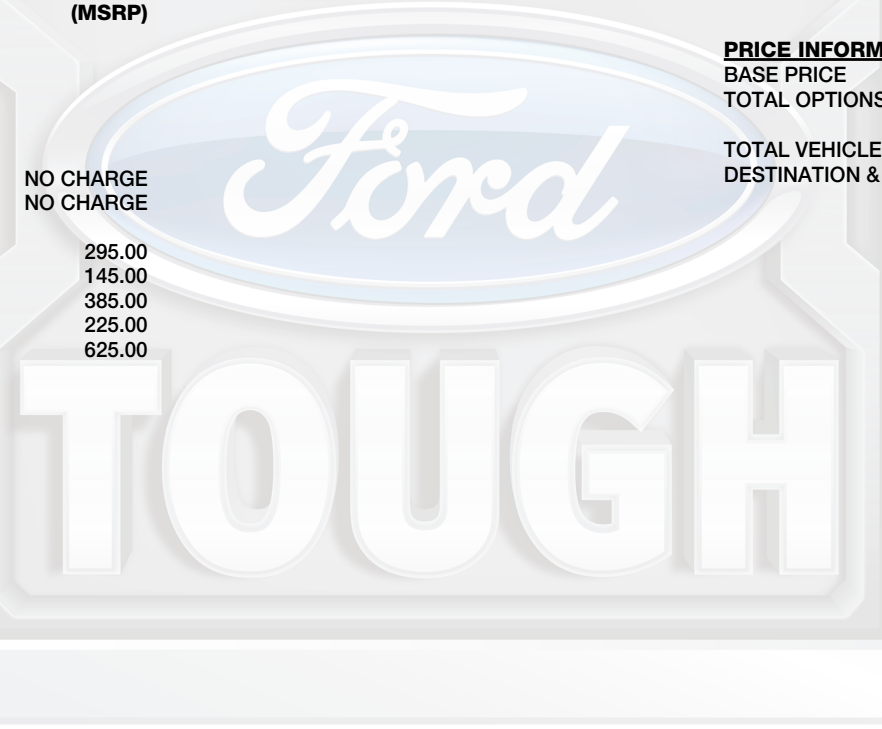 (MSRP)
NO CHARGE
NO CHARGE
295.00
145.00
385.00
225.00
625.00
PRICE INFORM
BASE PRICE
TOTAL OPTIONS
TOTAL VEHICLE
DESTINATION &
Ford
TOUGH